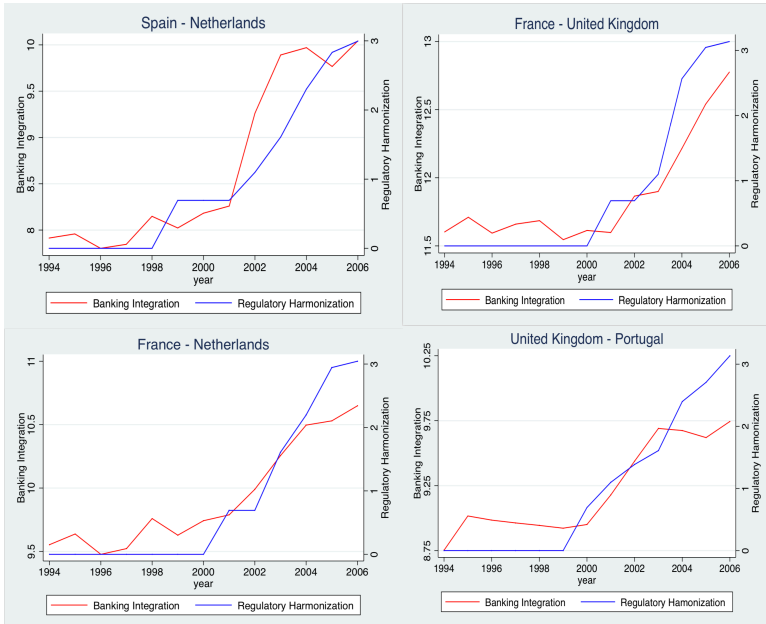 Spain - Netherlands
Banking Integration
8 8.5 9 9.5 10
Regulatory Harmonization
0 1 2 3
1994 1996 1998 2000 2002 2004 2006
year
Banking Integration Regulatory Harmonization
France - United Kingdom
Banking Integration
11.5 12 12.5 13
Regulatory Harmonization
0 1 2 3
1994 1996 1998 2000 2002 2004 2006
year
Banking Integration Regulatory Harmonization
France - Netherlands
Banking Integration
9.5 10 10.5 11
Regulatory Harmonization
0 1 2 3
1994 1996 1998 2000 2002 2004 2006
year
Banking Integration Regulatory Harmonization
United Kingdom - Portugal
Banking Integration
8.75 9.25 9.75 10.25
Regulatory Harmonization
0 1 2 3
1994 1996 1998 2000 2002 2004 2006
year
Banking Integration Regulatory Harmonization